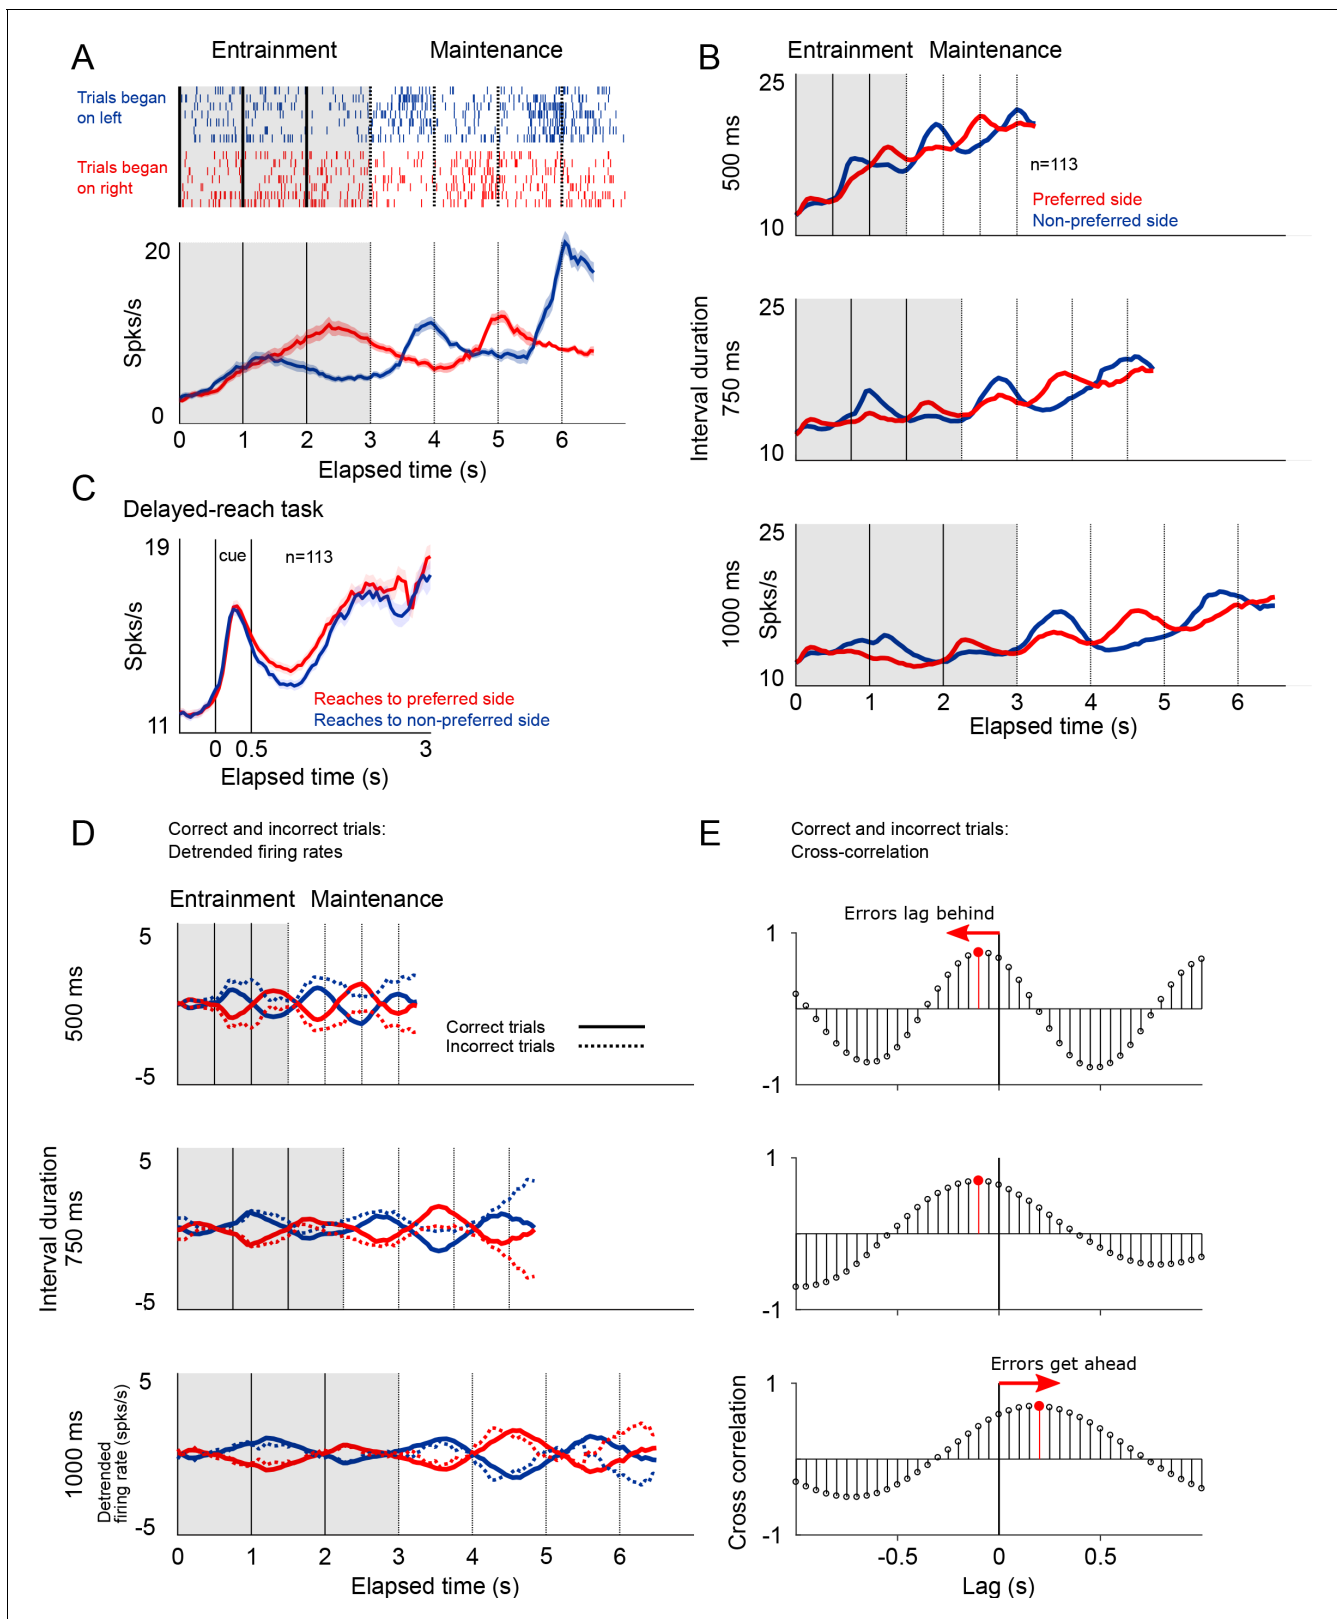 A
Entrainment
Maintenance
Trials began
on left
Trials began
on right
20
0
Spks/s
0 1 2 3 4 5 6
Elapsed time (s)
B
Entrainment
Maintenance
25
10
500 ms
n=113
Preferred side
Non-preferred side
25
10
Interval duration
750 ms
25
10
1000 ms
Spks/s
0 1 2 3 4 5 6
Elapsed time (s)
C
Delayed-reach task
19
11
Spks/s
cue
n=113
Reaches to preferred side
Reaches to non-preferred side
0 0.5 3
Elapsed time (s)
D
Correct and incorrect trials:
Detrended firing rates
Entrainment
Maintenance
5
-5
500 ms
Correct trials
Incorrect trials
5
-5
Interval duration
750 ms
5
-5
1000 ms
Detrended
firing rate (spks/s)
0 1 2 3 4 5 6
Elapsed time (s)
E
Correct and incorrect trials:
Cross-correlation
Errors lag behind
1
-1
1
-1
Errors get ahead
1
-1
Cross correlation
-0.5 0 0.5
Lag (s)